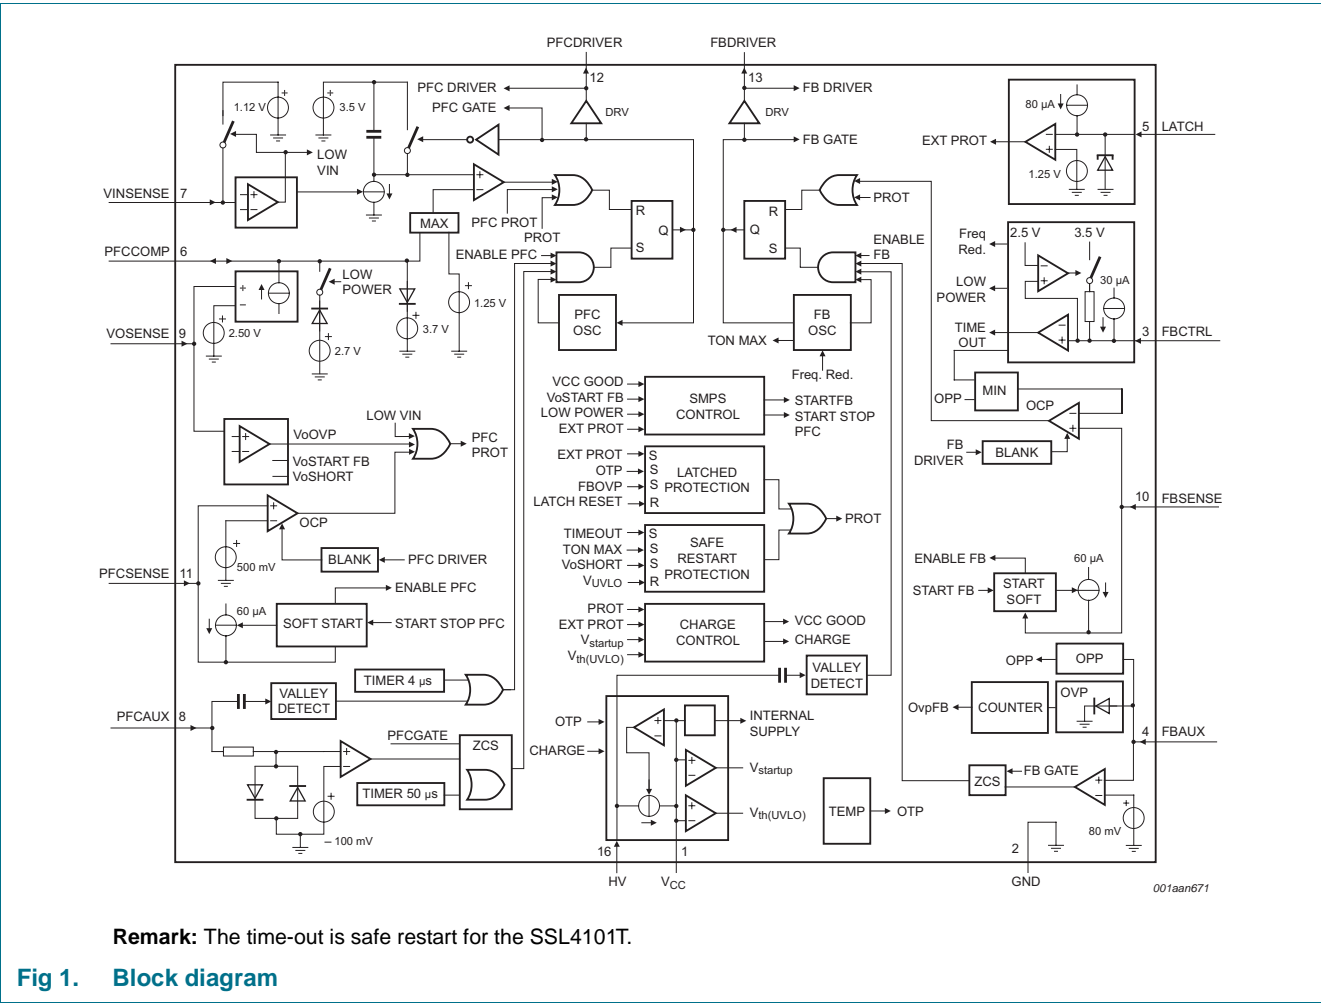 PFCDRIVER
FBDRIVER
12
13
PFC DRIVER
PFC GATE
DRV
DRV
FB DRIVER
FB GATE
1.12 V
3.5 V
LOW
VIN
80 μA
EXT PROT
1.25 V
5
LATCH
VINSENSE
7
MAX
PFC PROT
PROT
R
Q
S
R
Q
S
PROT
ENABLE
FB
ENABLE PFC
PFCCOMP
6
LOW
POWER
1.25 V
2.50 V
2.7 V
3.7 V
VOSENSE
9
PFC
OSC
FB
OSC
TON MAX
Freq. Red.
Freq
Red.
2.5 V
3.5 V
LOW
POWER
30 μA
TIME
OUT
3
FBCTRL
MIN
OPP
OCP
FB
DRIVER
BLANK
VCC GOOD
VoSTART FB
LOW POWER
EXT PROT
SMPS
CONTROL
STARTFB
START STOP
PFC
LOW VIN
VoOVP
VoSTART FB
VoSHORT
PFC
PROT
EXT PROT
OTP
FBOVP
LATCH RESET
S
S
S
R
LATCHED
PROTECTION
PROT
TIMEOUT
TON MAX
VoSHORT
VUVLO
S
S
S
R
SAFE
RESTART
PROTECTION
10
FBSENSE
OCP
500 mV
BLANK
PFC DRIVER
PFCSENSE
11
ENABLE PFC
60 μA
SOFT START
START STOP PFC
PROT
EXT PROT
Vstartup
Vth(UVLO)
CHARGE
CONTROL
VCC GOOD
CHARGE
ENABLE FB
START FB
START
SOFT
60 μA
OPP
OPP
TIMER 4 μs
VALLEY
DETECT
VALLEY
DETECT
OvpFB
COUNTER
OVP
PFCAUX
8
PFCGATE
ZCS
TIMER 50 μs
– 100 mV
OTP
CHARGE
INTERNAL
SUPPLY
Vstartup
Vth(UVLO)
TEMP
OTP
4
FBAUX
ZCS
FB GATE
80 mV
16
1
2
HV
VCC
GND
001aan671
Remark: The time-out is safe restart for the SSL4101T.
Fig 1. Block diagram